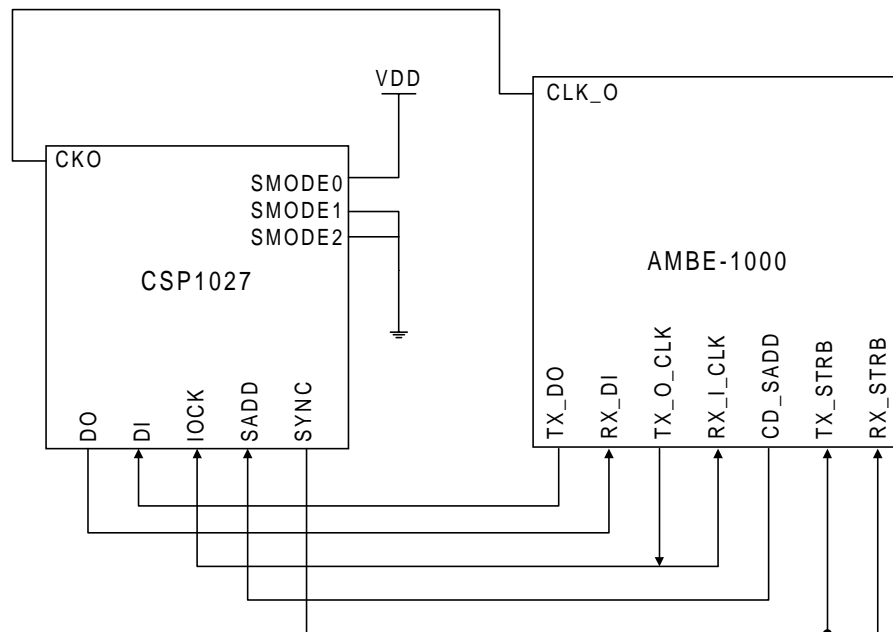 VDD
CLK_O
CKO
SMODE0
SMODE1
SMODE2
CSP1027
AMBE-1000
DO
DI
IOCK
SADD
SYNC
TX_DO
RX_DI
TX_O_CLK
RX_I_CLK
CD_SADD
TX_STRB
RX_STRB